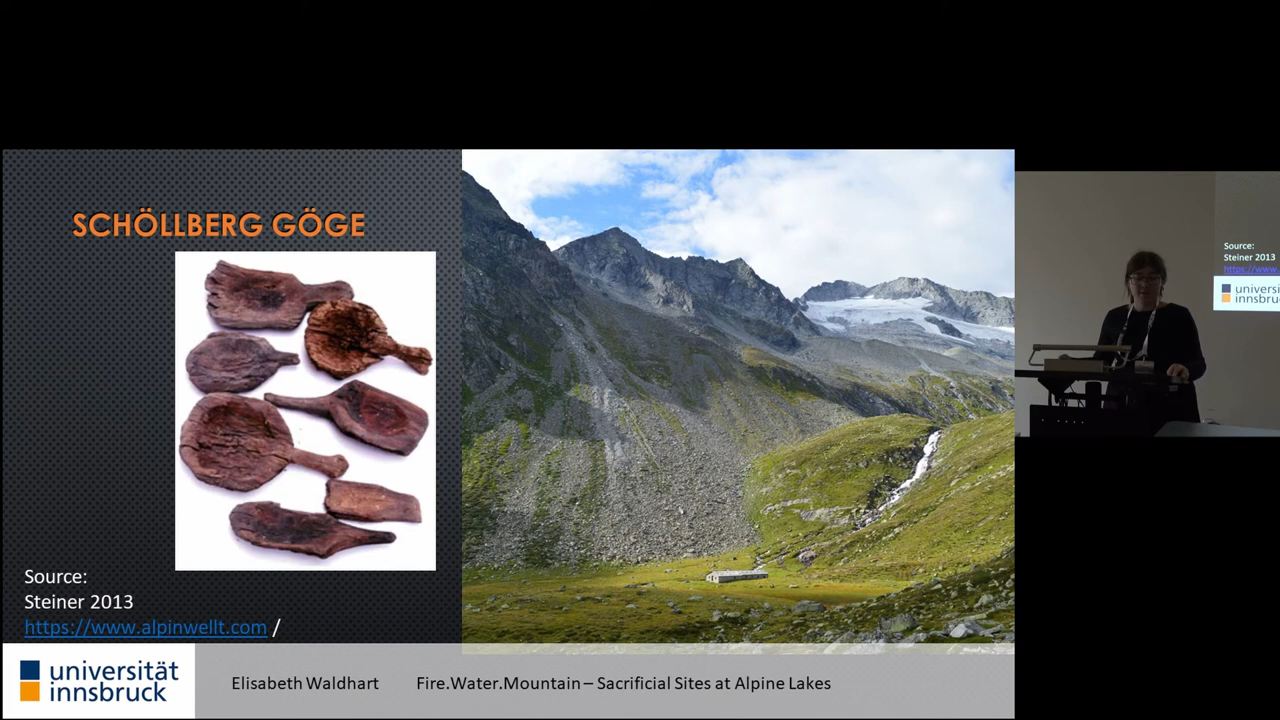 SCHÖLLBERG GÖGE
Source:
Steiner 2013
https://www.alpinwellt.com /
universität
innsbruck
Elisabeth Waldhart
Fire.Water.Mountain – Sacrificial Sites at Alpine Lakes
Source:
Steiner 2013
https://www.
universi
innsbru